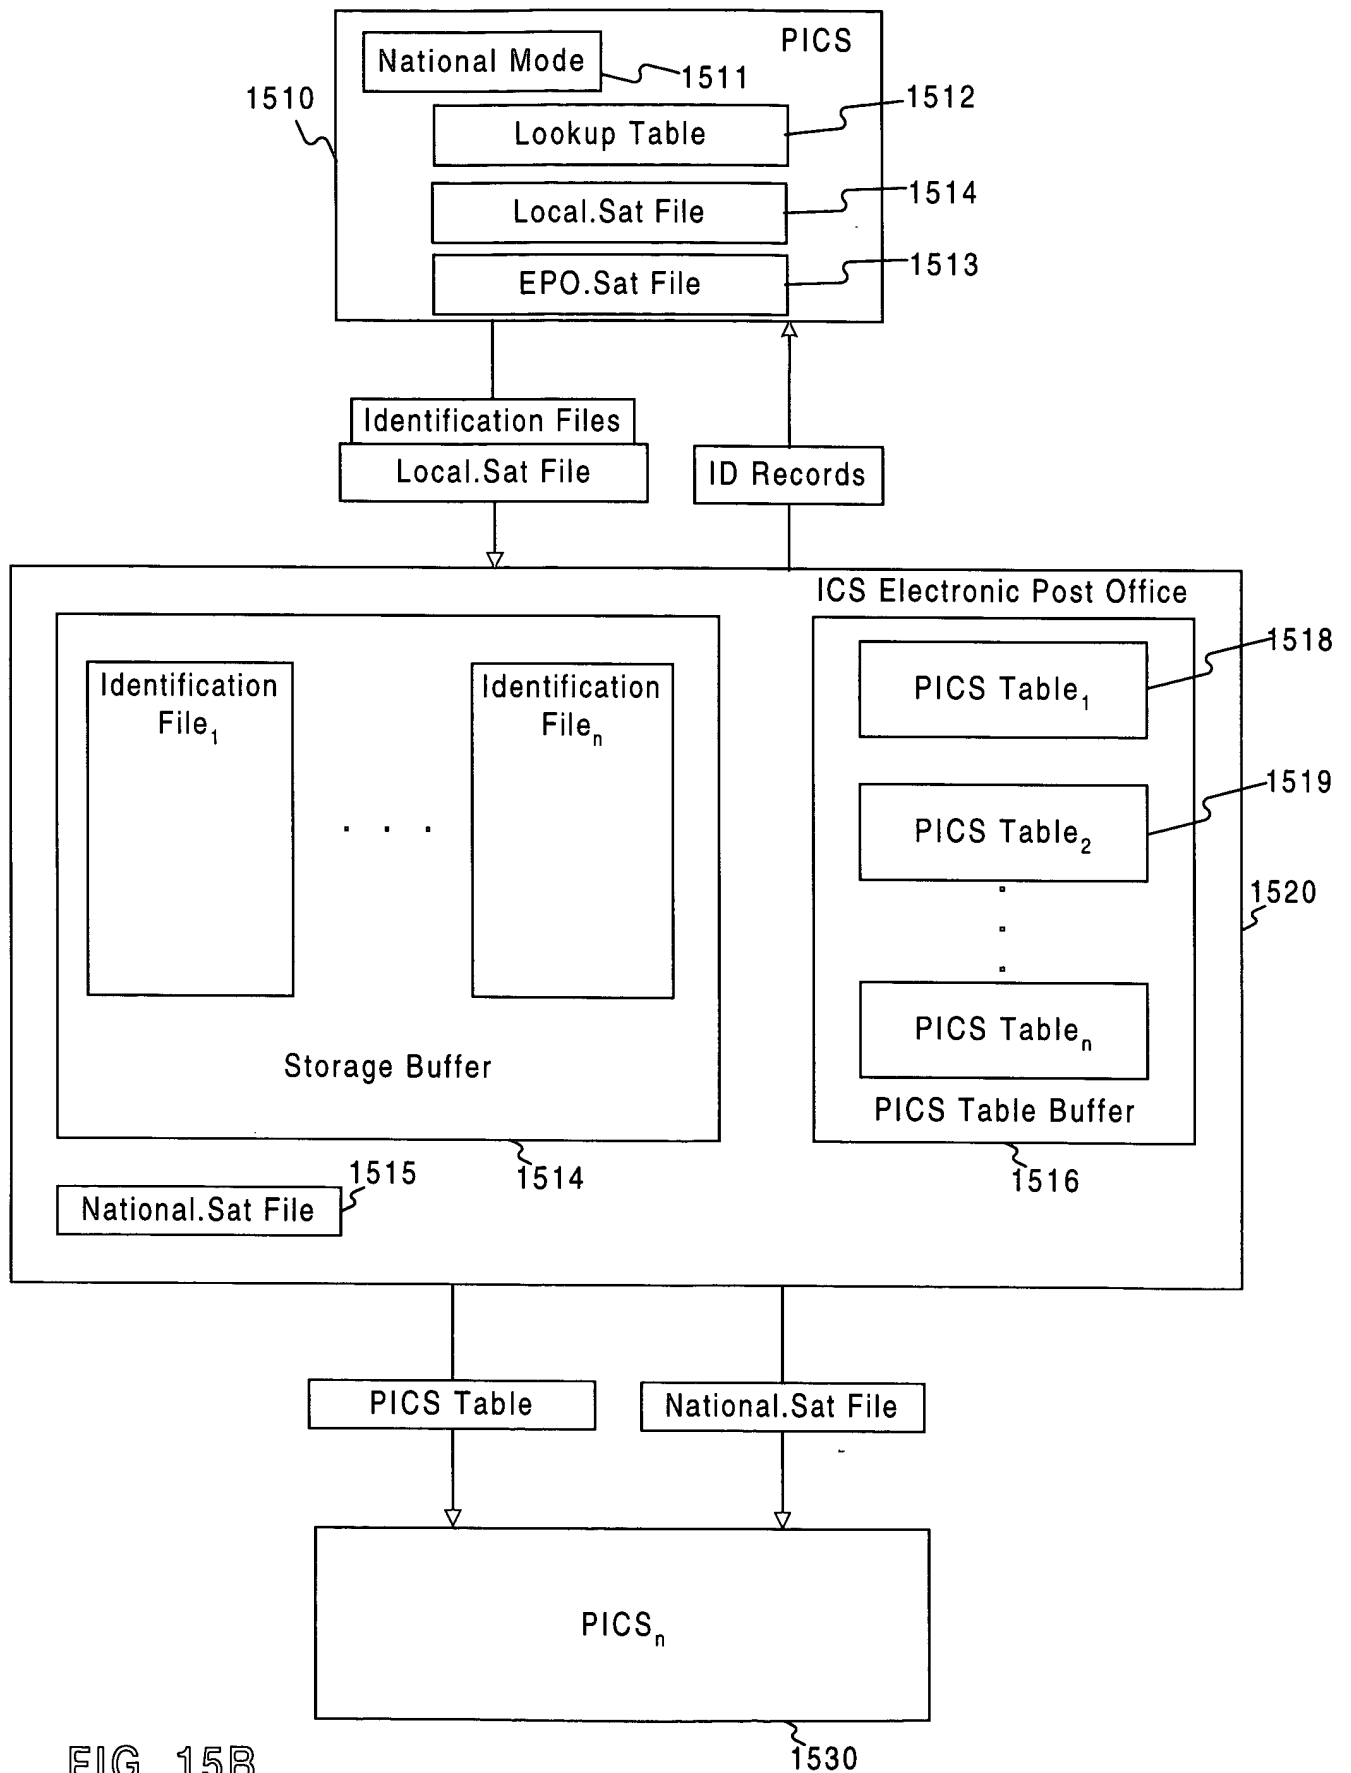 PICS
National Mode
1511
1510
1512
Lookup Table
1514
Local.Sat File
1513
EPO.Sat File
Identification Files
Local.Sat File
ID Records
ICS Electronic Post Office
1518
Identification
File1
Identification
Filen
PICS Table1
1519
. . .
PICS Table2
1520
PICS Tablen
Storage Buffer
PICS Table Buffer
1514
1516
1515
National.Sat File
PICS Table
National.Sat File
PICSn
1530
FIG 15B